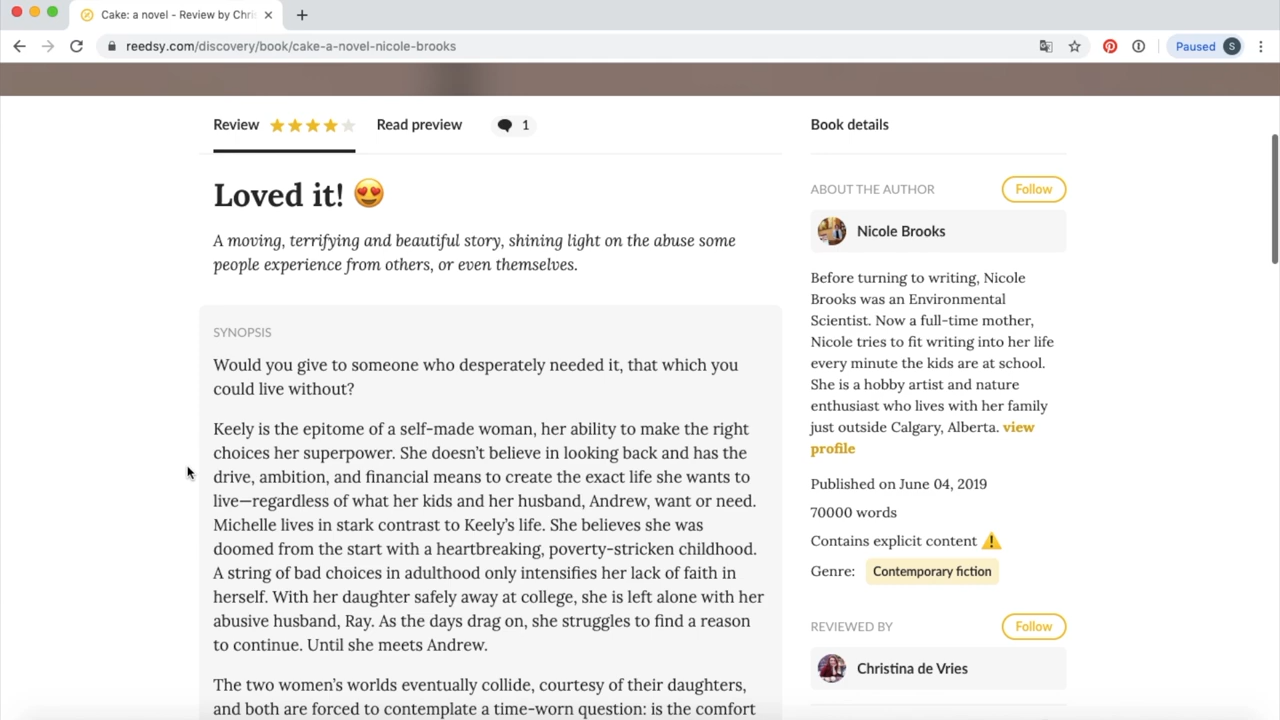 Cake: a novel - Review by Chri
reedsy.com/discovery/book/cake-a-novel-nicole-brooks
Paused
S
Review
Read preview
1
Loved it!
A moving, terrifying and beautiful story, shining light on the abuse some
people experience from others, or even themselves.
SYNOPSIS
Would you give to someone who desperately needed it, that which you
could live without?
Keely is the epitome of a self-made woman, her ability to make the right
choices her superpower. She doesn't believe in looking back and has the
drive, ambition, and financial means to create the exact life she wants to
live—regardless of what her kids and her husband, Andrew, want or need.
Michelle lives in stark contrast to Keely's life. She believes she was
doomed from the start with a heartbreaking, poverty-stricken childhood.
A string of bad choices in adulthood only intensifies her lack of faith in
herself. With her daughter safely away at college, she is left alone with her
abusive husband, Ray. As the days drag on, she struggles to find a reason
to continue. Until she meets Andrew.
The two women's worlds eventually collide, courtesy of their daughters,
and both are forced to contemplate a time-worn question: is the comfort
Book details
ABOUT THE AUTHOR
Follow
Nicole Brooks
Before turning to writing, Nicole
Brooks was an Environmental
Scientist. Now a full-time mother,
Nicole tries to fit writing into her life
every minute the kids are at school.
She is a hobby artist and nature
enthusiast who lives with her family
just outside Calgary, Alberta. view
profile
Published on June 04, 2019
70000 words
Contains explicit content
Genre: Contemporary fiction
REVIEWED BY
Follow
Christina de Vries